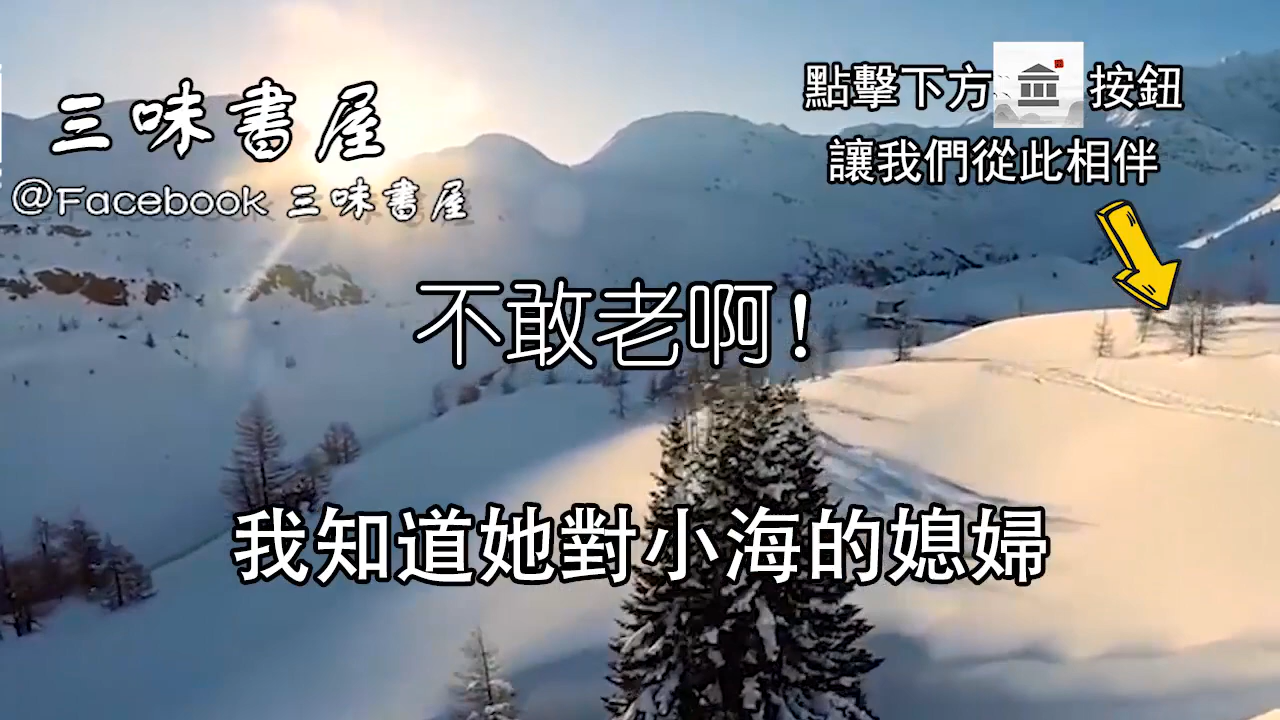 三味書屋
@Facebook 三味書屋
點擊下方 按鈕
讓我們從此相伴
不敢老啊!
我知道她對小海的媳婦